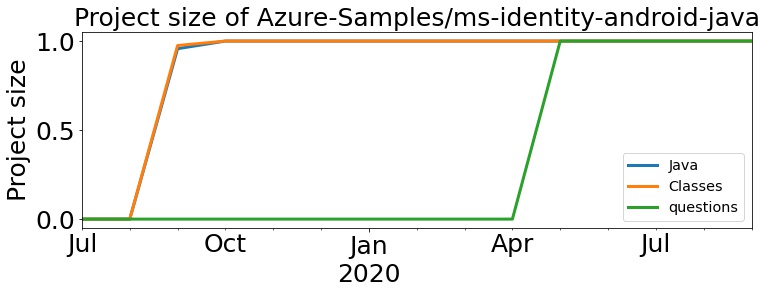 Project size of Azure-Samples/ms-identity-android-java
Project size
1.0
0.5
0.0
Java
Classes
questions
Jul Oct Jan Apr Jul
2020